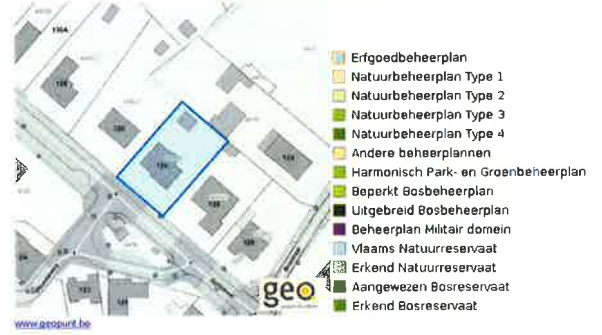 130A
Erfgoedbeheerplan
Natuurbeheerplan Type 1
Natuurbeheerplan Type 2
Natuurbeheerplan Type 3
Natuurbeheerplan Type 4
Andere beheerplannen
Harmonisch Park- en Groenbeheerplan
Beperkt Bosbeheerplan
Uitgebreid Bosbeheerplan
Beheerplan Militair domein
Vlaams Natuurreservaat
Erkend Natuurreservaat
Aangewezen Bosreservaat
Erkend Bosreservaat
geo
www.geopunt.be